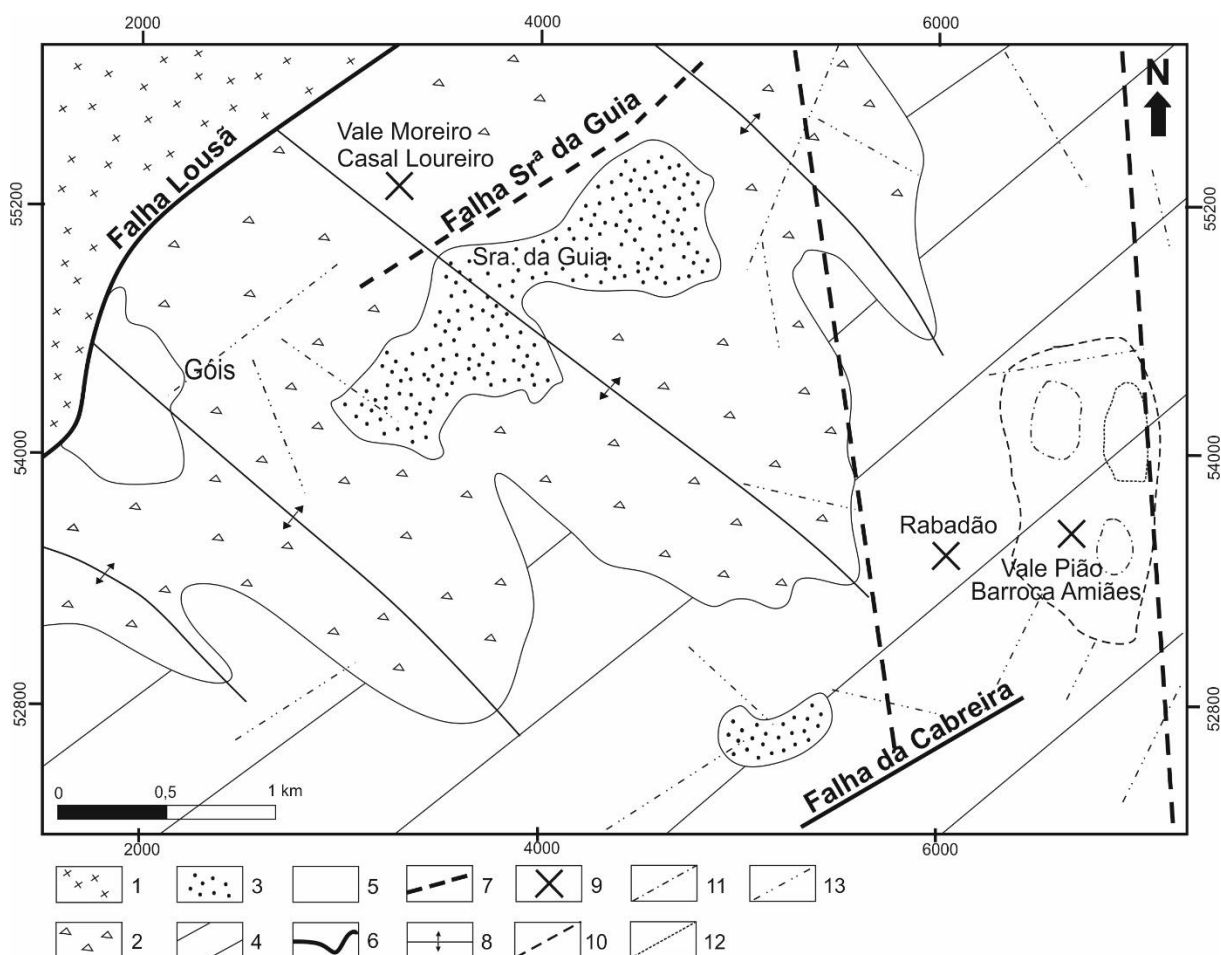 2000 4000 6000
N
Vale Moreiro
Casal Loureiro
Falha Srª da Guia
Falha Lousã
55200 55200
Sra. da Guia
Góis
54000 54000
Rabadão
Vale Pião
Barroca Amiães
52800 52800
Falha da Cabreira
0 0,5 1 km
2000 4000 6000
1 3 5 7 9 11 13
2 4 6 8 10 12